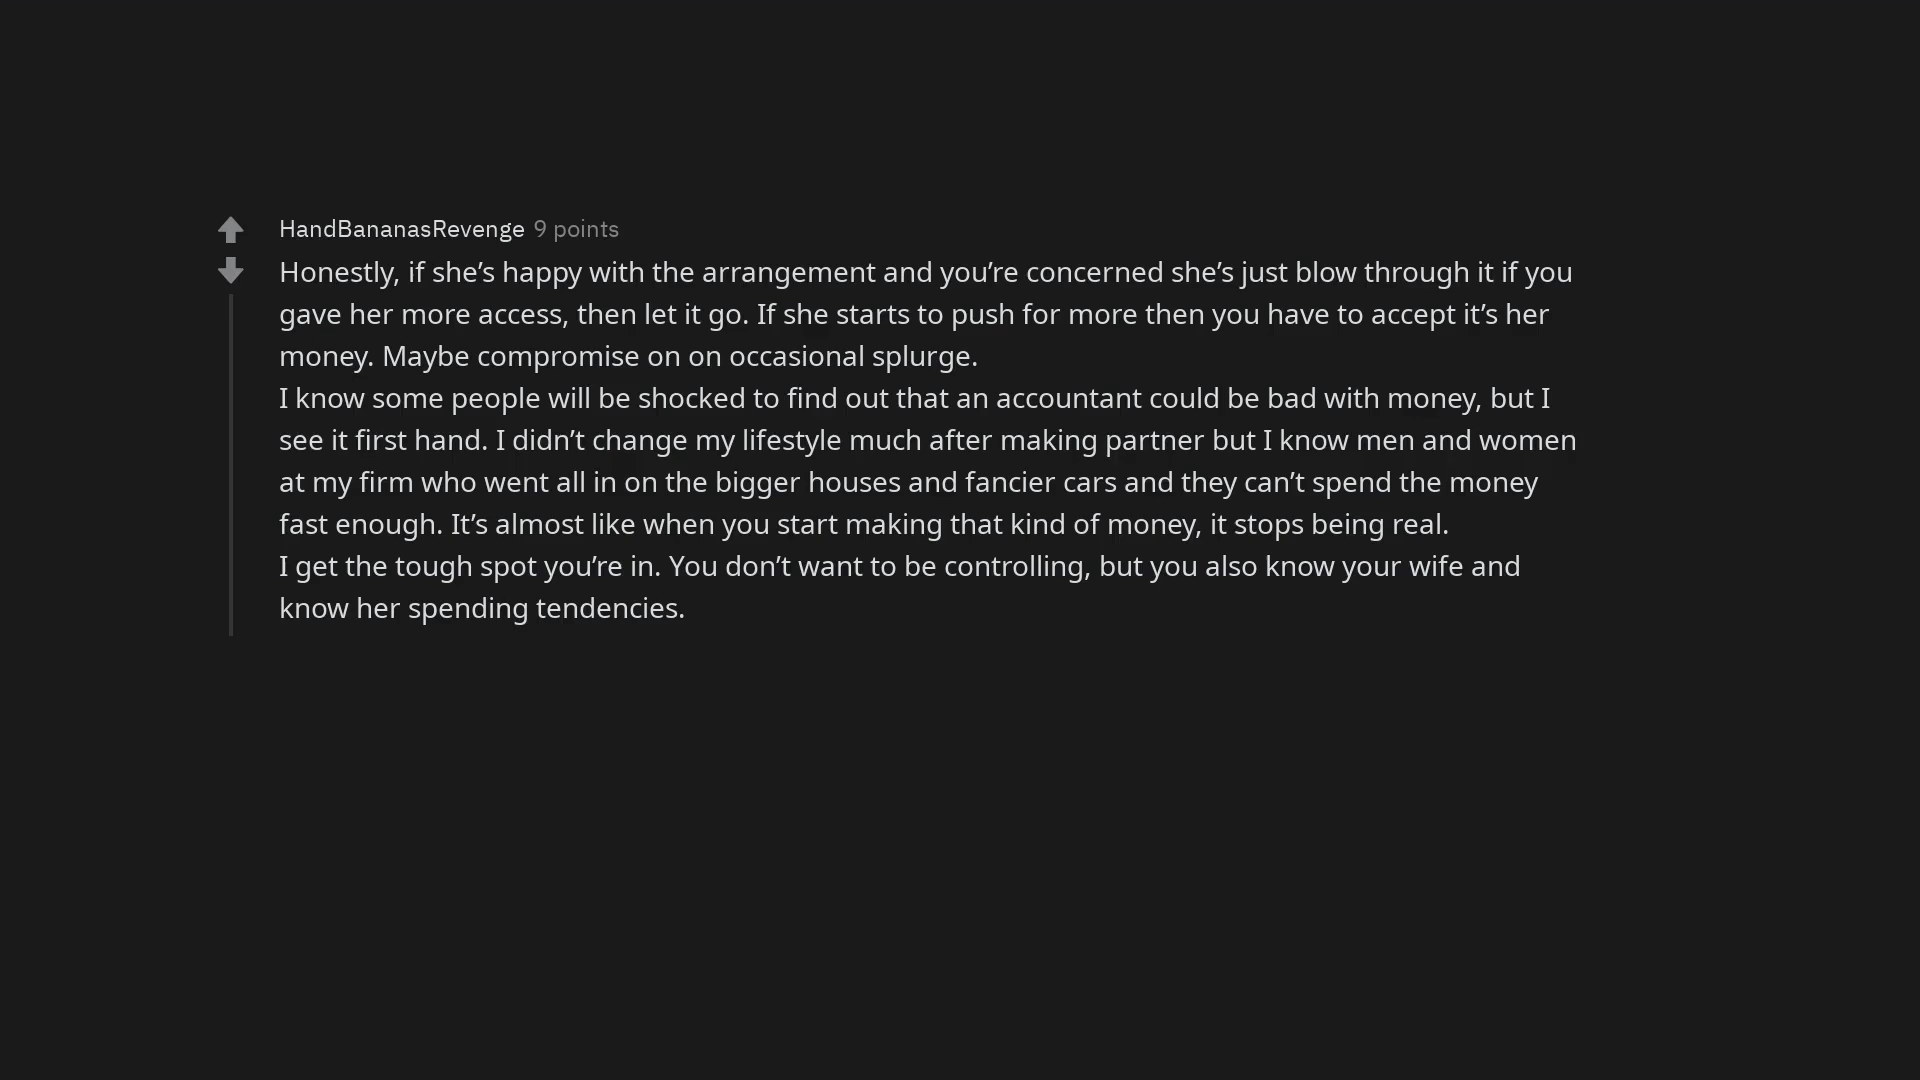 HandBananasRevenge 9 points
Honestly, if she’s happy with the arrangement and you’re concerned she’s just blow through it if you
gave her more access, then let it go. If she starts to push for more then you have to accept it’s her
money. Maybe compromise on on occasional splurge.
I know some people will be shocked to find out that an accountant could be bad with money, but I
see it first hand. I didn’t change my lifestyle much after making partner but I know men and women
at my firm who went all in on the bigger houses and fancier cars and they can’t spend the money
fast enough. It’s almost like when you start making that kind of money, it stops being real.
I get the tough spot you’re in. You don’t want to be controlling, but you also know your wife and
know her spending tendencies.